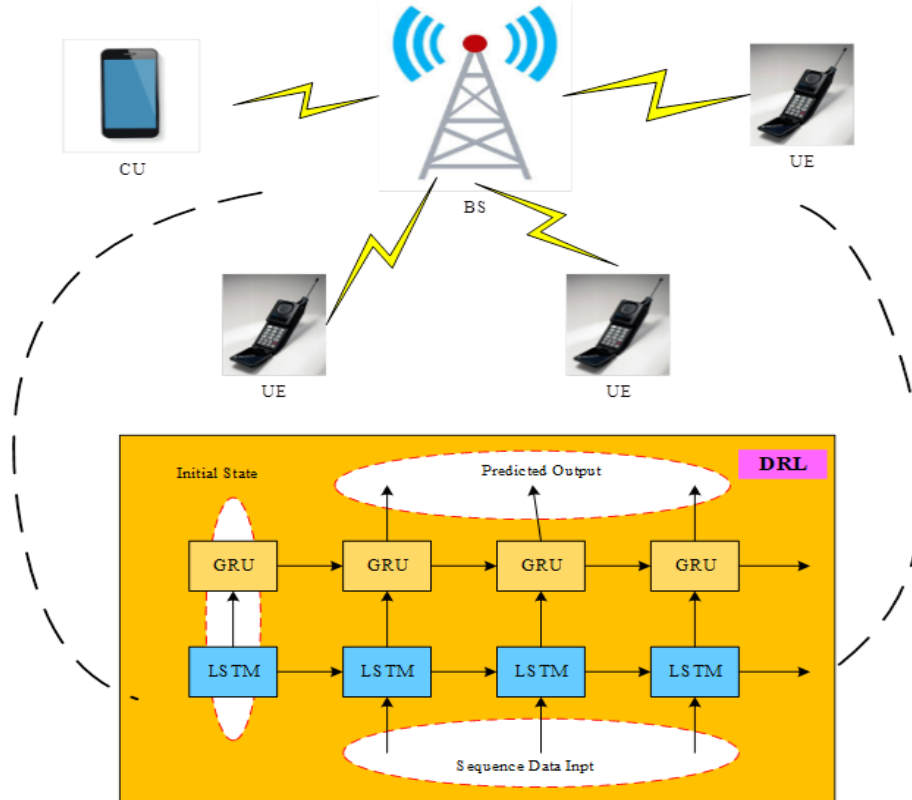 CU
BS
UE
UE
UE
Initial State
Predicted Output
DRL
GRU
GRU
GRU
GRU
LSTM
LSTM
LSTM
LSTM
Sequence Data Inpt